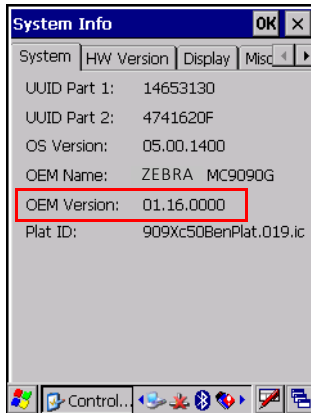 System Info OK ×
System HW Version Display Misc
UUID Part 1: 14653130
UUID Part 2: 4741620F
OS Version: 05.00.1400
OEM Name: ZEBRA MC9090G
OEM Version: 01.16.0000
Plat ID: 909Xc50BenPlat.019.ic
Control...